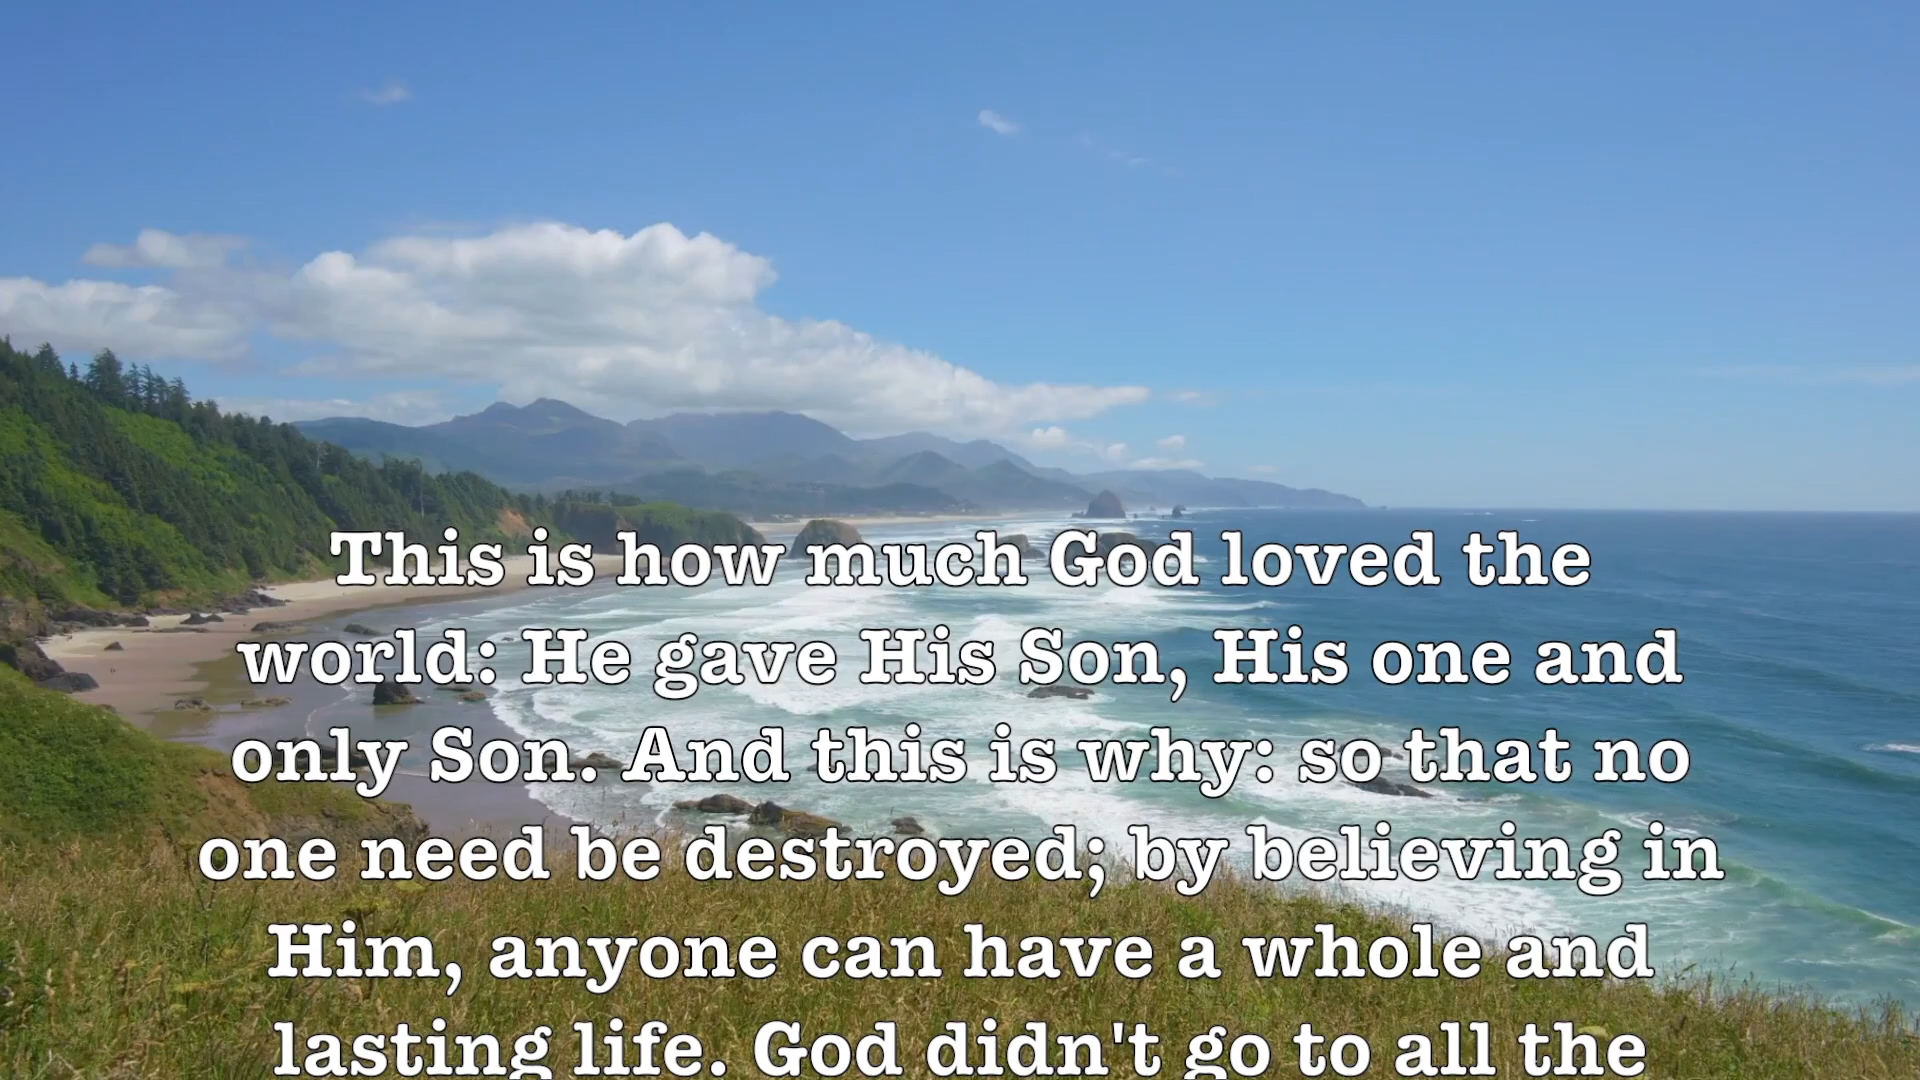 This is how much God loved the
world: He gave His Son, His one and
only Son. And this is why: so that no
one need be destroyed; by believing in
Him, anyone can have a whole and
lasting life. God didn't go to all the